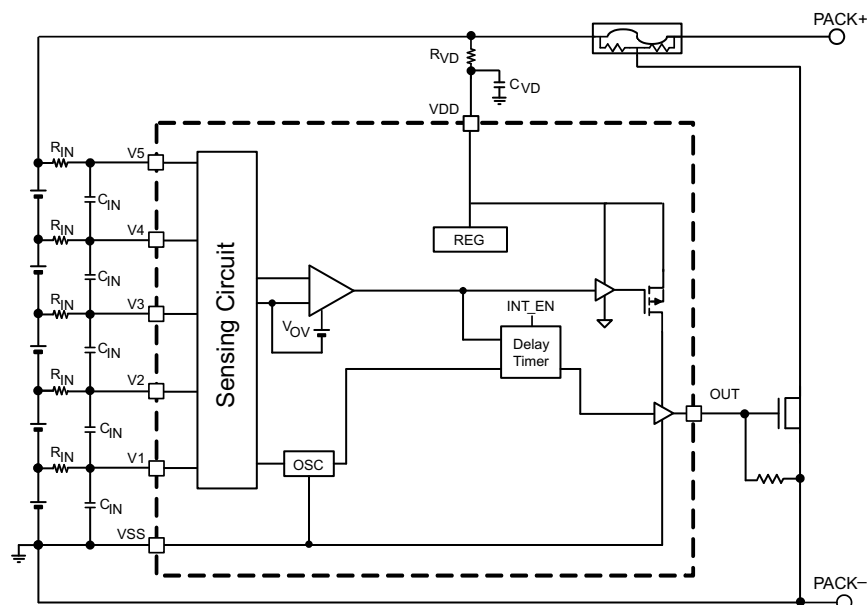 PACK+
RVD
CVD
VDD
RIN
V5
CIN
RIN
V4
CIN
RIN
V3
CIN
RIN
V2
CIN
RIN
V1
CIN
VSS
Sensing Circuit
REG
VOV
INT_EN
Delay
Timer
OSC
OUT
PACK–